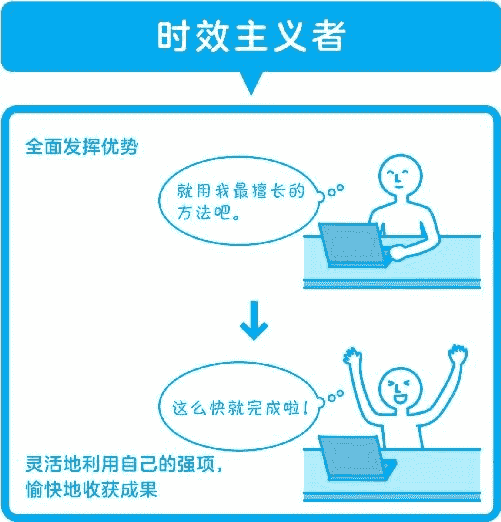 时效主义者
全面发挥优势
就用我最擅长的
方法吧。
这么快就完成啦！
灵活地利用自己的强项，
愉快地收获成果